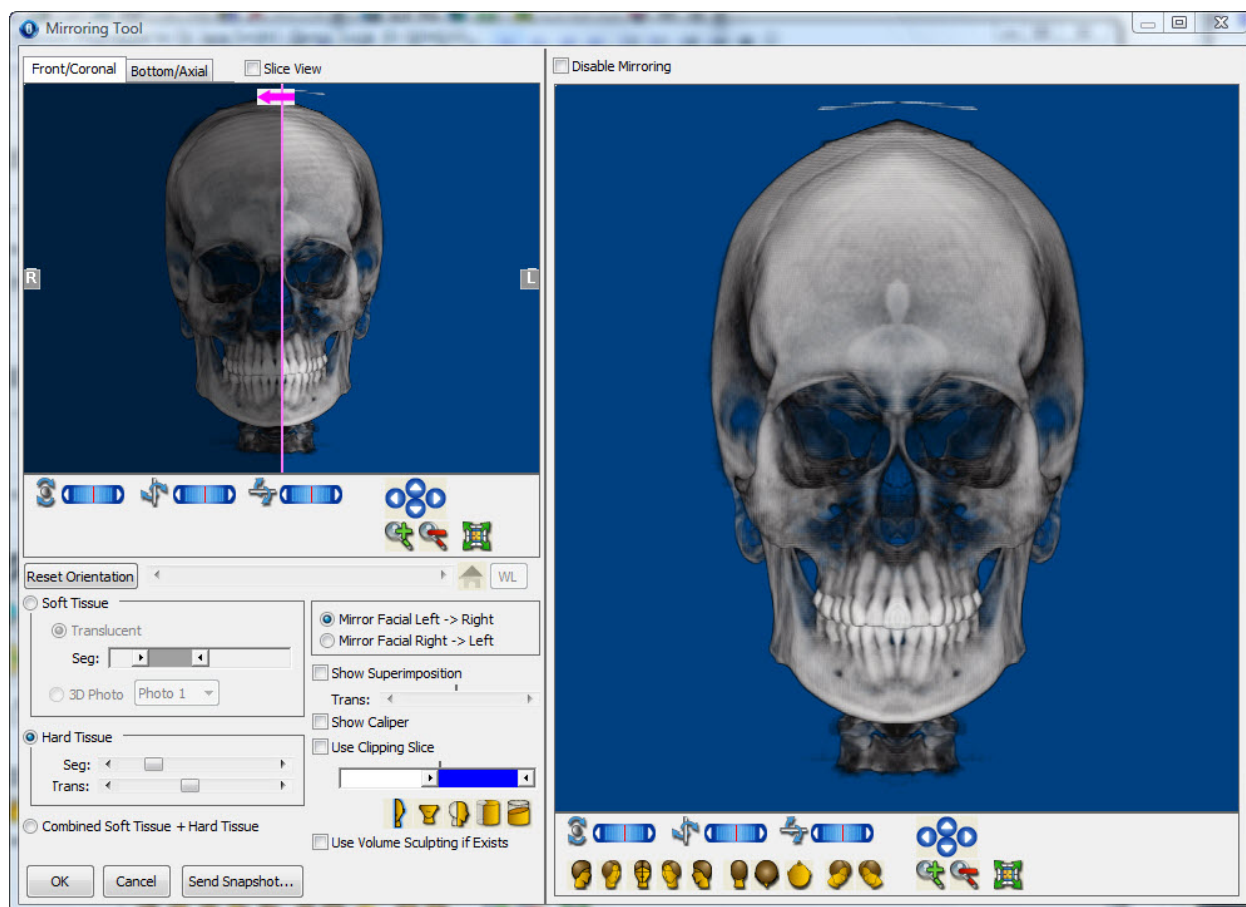 Mirroring Tool
Front/Coronal
Bottom/Axial
Slice View
Disable Mirroring
R
L
Reset Orientation
WL
Soft Tissue
Translucent
Seg:
3D Photo
Photo 1
Mirror Facial Left -> Right
Mirror Facial Right -> Left
Show Superimposition
Trans:
Show Caliper
Use Clipping Slice
Hard Tissue
Seg:
Trans:
Combined Soft Tissue + Hard Tissue
Use Volume Sculpting if Exists
OK
Cancel
Send Snapshot...